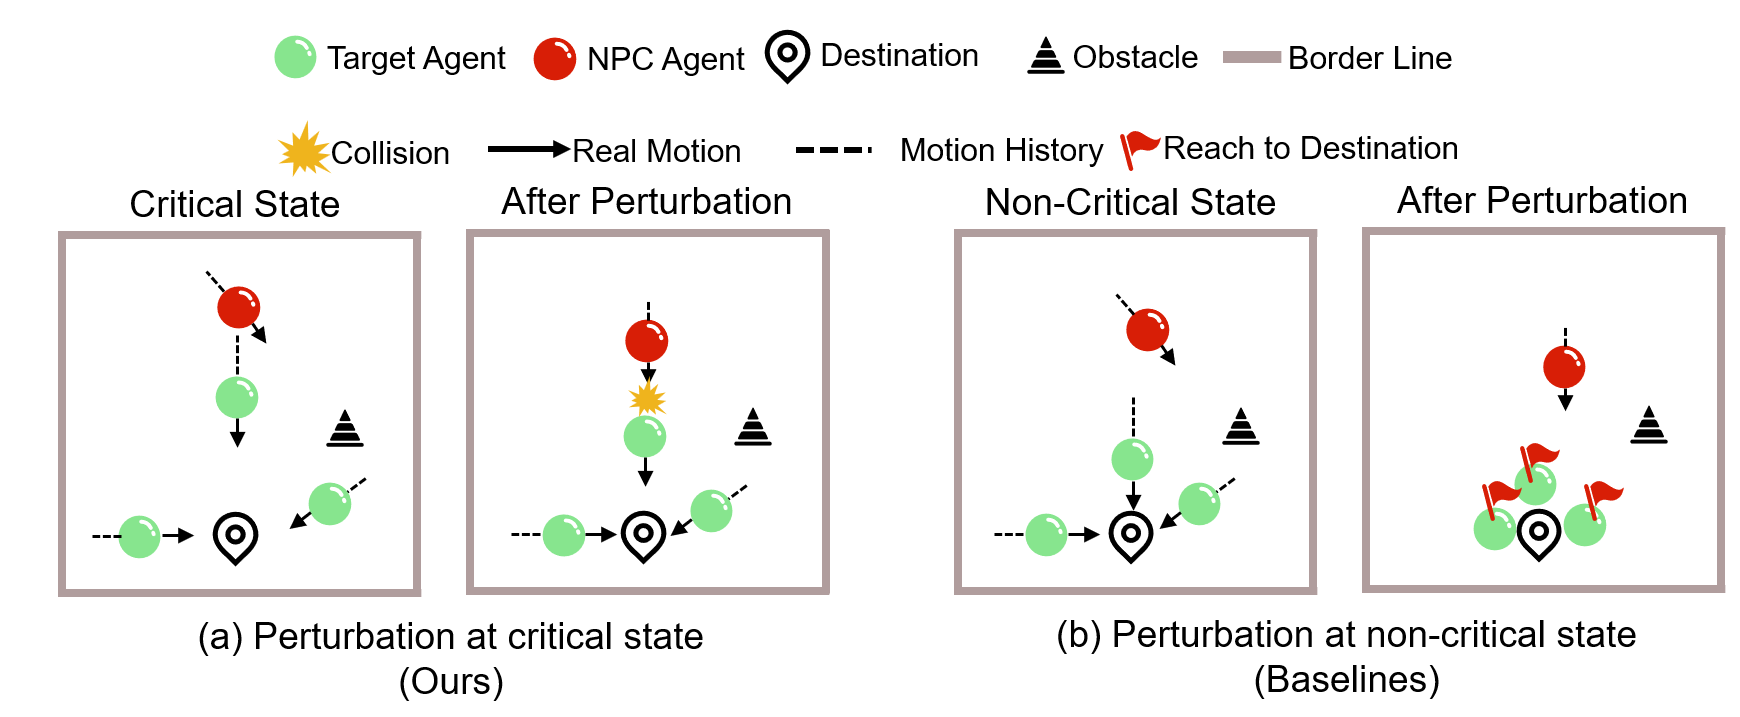 Target Agent NPC Agent Destination Obstacle Border Line
Collision Real Motion Motion History Reach to Destination
Critical State After Perturbation Non-Critical State After Perturbation
(a) Perturbation at critical state (b) Perturbation at non-critical state
(Ours) (Baselines)